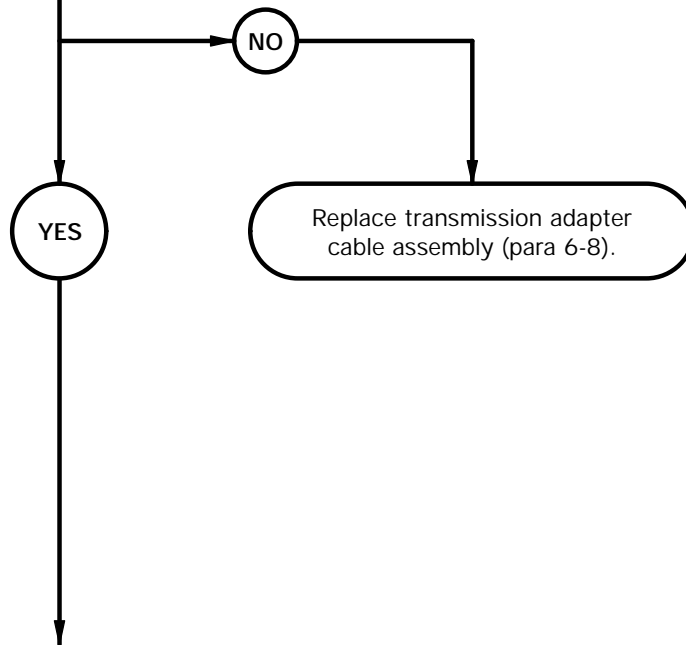 NO
YES
Replace transmission adapter
cable assembly (para 6-8).